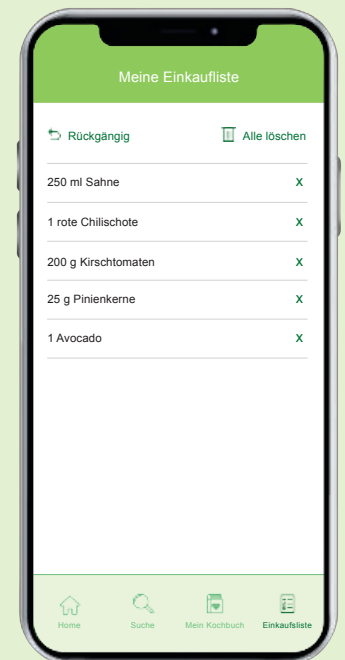 Meine Einkaufliste
Rückgängig Alle löschen
250 ml Sahne X
1 rote Chilischote X
200 g Kirschtomaten X
25 g Pinienkerne X
1 Avocado X
Home Suche Mein Kochbuch Einkaufsliste